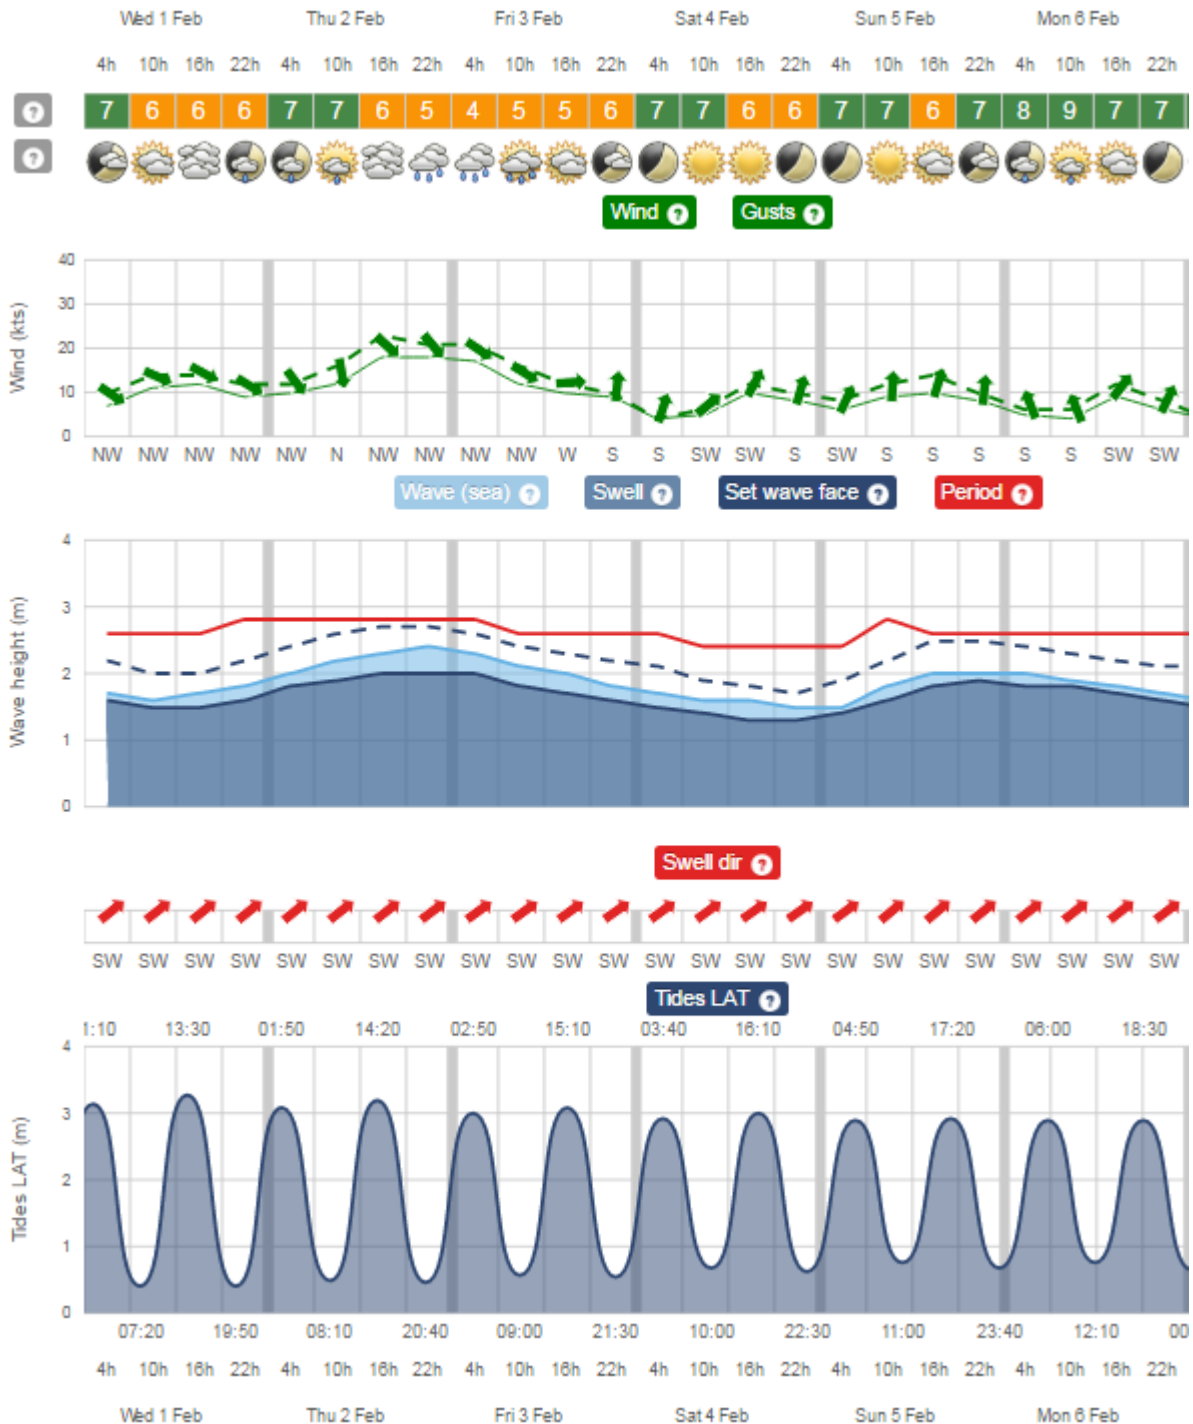 Wed 1 Feb Thu 2 Feb Fri 3 Feb Sat 4 Feb Sun 5 Feb Mon 6 Feb
4h 10h 16h 22h 4h 10h 16h 22h 4h 10h 16h 22h 4h 10h 16h 22h 4h 10h 16h 22h 4h 10h 16h 22h
? 7 6 6 6 7 7 6 5 4 5 5 6 7 7 6 6 7 7 6 7 8 9 7 7
?
Wind ? Gusts ?
Wind (kts)
40
30
20
10
0
NW NW NW NW NW N NW NW NW NW W S S SW SW S SW S S S S S SW SW
Wave (sea) ? Swell ? Set wave face ? Period ?
Wave height (m)
4
3
2
1
0
Swell dir ?
SW SW SW SW SW SW SW SW SW SW SW SW SW SW SW SW SW SW SW SW SW SW SW SW
Tides LAT ?
1:10 13:30 01:50 14:20 02:50 15:10 03:40 16:10 04:50 17:20 06:00 18:30
Tides LAT (m)
4
3
2
1
0
07:20 19:50 08:10 20:40 09:00 21:30 10:00 22:30 11:00 23:40 12:10 00
4h 10h 16h 22h 4h 10h 16h 22h 4h 10h 16h 22h 4h 10h 16h 22h 4h 10h 16h 22h 4h 10h 16h 22h
Wed 1 Feb Thu 2 Feb Fri 3 Feb Sat 4 Feb Sun 5 Feb Mon 6 Feb